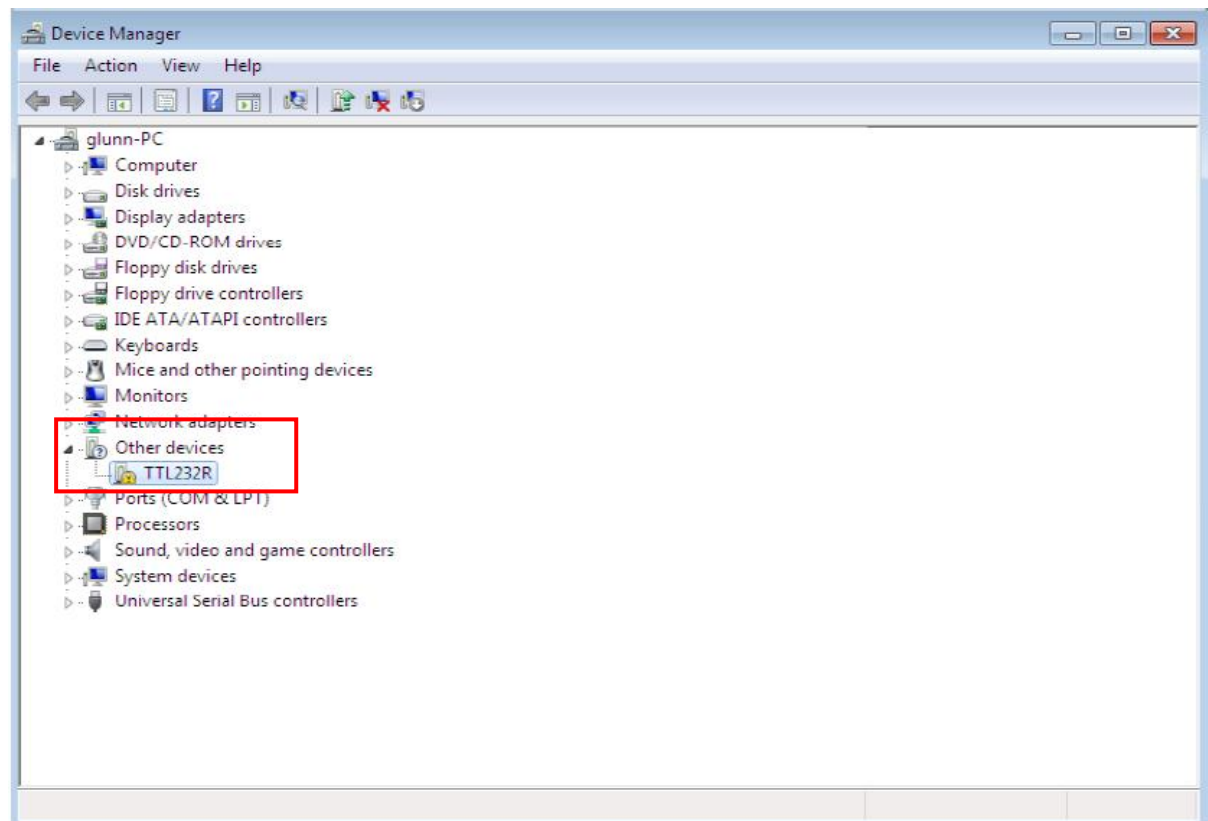 Device Manager
File Action View Help
glunn-PC
Computer
Disk drives
Display adapters
DVD/CD-ROM drives
Floppy disk drives
Floppy drive controllers
IDE ATA/ATAPI controllers
Keyboards
Mice and other pointing devices
Monitors
Network adapters
Other devices
TTL232R
Ports (COM & LPT)
Processors
Sound, video and game controllers
System devices
Universal Serial Bus controllers